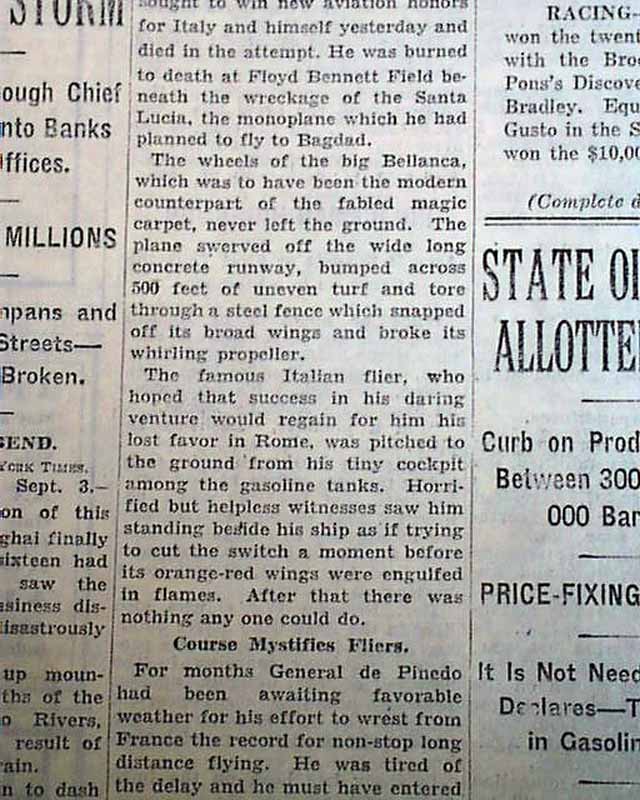 STORM
ough Chief
nto Banks
ffices.
MILLIONS
mpans and
Streets—
Broken.
GEND.
YORK TIMES.
Sept. 3.—
on of this
ghai finally
sixteen had
saw the
usiness dis-
disastrously
up moun-
ths of the
o Rivers,
result of
rain.
n to dash
sought to win new aviation honors
for Italy and himself yesterday and
died in the attempt. He was burned
to death at Floyd Bennett Field be-
neath the wreckage of the Santa
Lucia, the monoplane which he had
planned to fly to Bagdad.
The wheels of the big Bellanca,
which was to have been the modern
counterpart of the fabled magic
carpet, never left the ground. The
plane swerved off the wide long
concrete runway, bumped across
500 feet of uneven turf and tore
through a steel fence which snapped
off its broad wings and broke its
whirling propeller.
The famous Italian flier, who
hoped that success in his daring
venture would regain for him his
lost favor in Rome, was pitched to
the ground from his tiny cockpit
among the gasoline tanks. Horri-
fied but helpless witnesses saw him
standing beside his ship as if trying
to cut the switch a moment before
its orange-red wings were engulfed
in flames. After that there was
nothing any one could do.
Course Mystifies Fliers.
For months General de Pinedo
had been awaiting favorable
weather for his effort to wrest from
France the record for non-stop long
distance flying. He was tired of
the delay and he must have entered
RACING—
won the twent
with the Broo
Pons's Discove
Bradley. Equ
Gusto in the S
won the $10,00
(Complete d
STATE OI
ALLOTTE
Curb on Prod
Between 300
000 Bar
PRICE-FIXING
It Is Not Need
Declares—T
in Gasolin